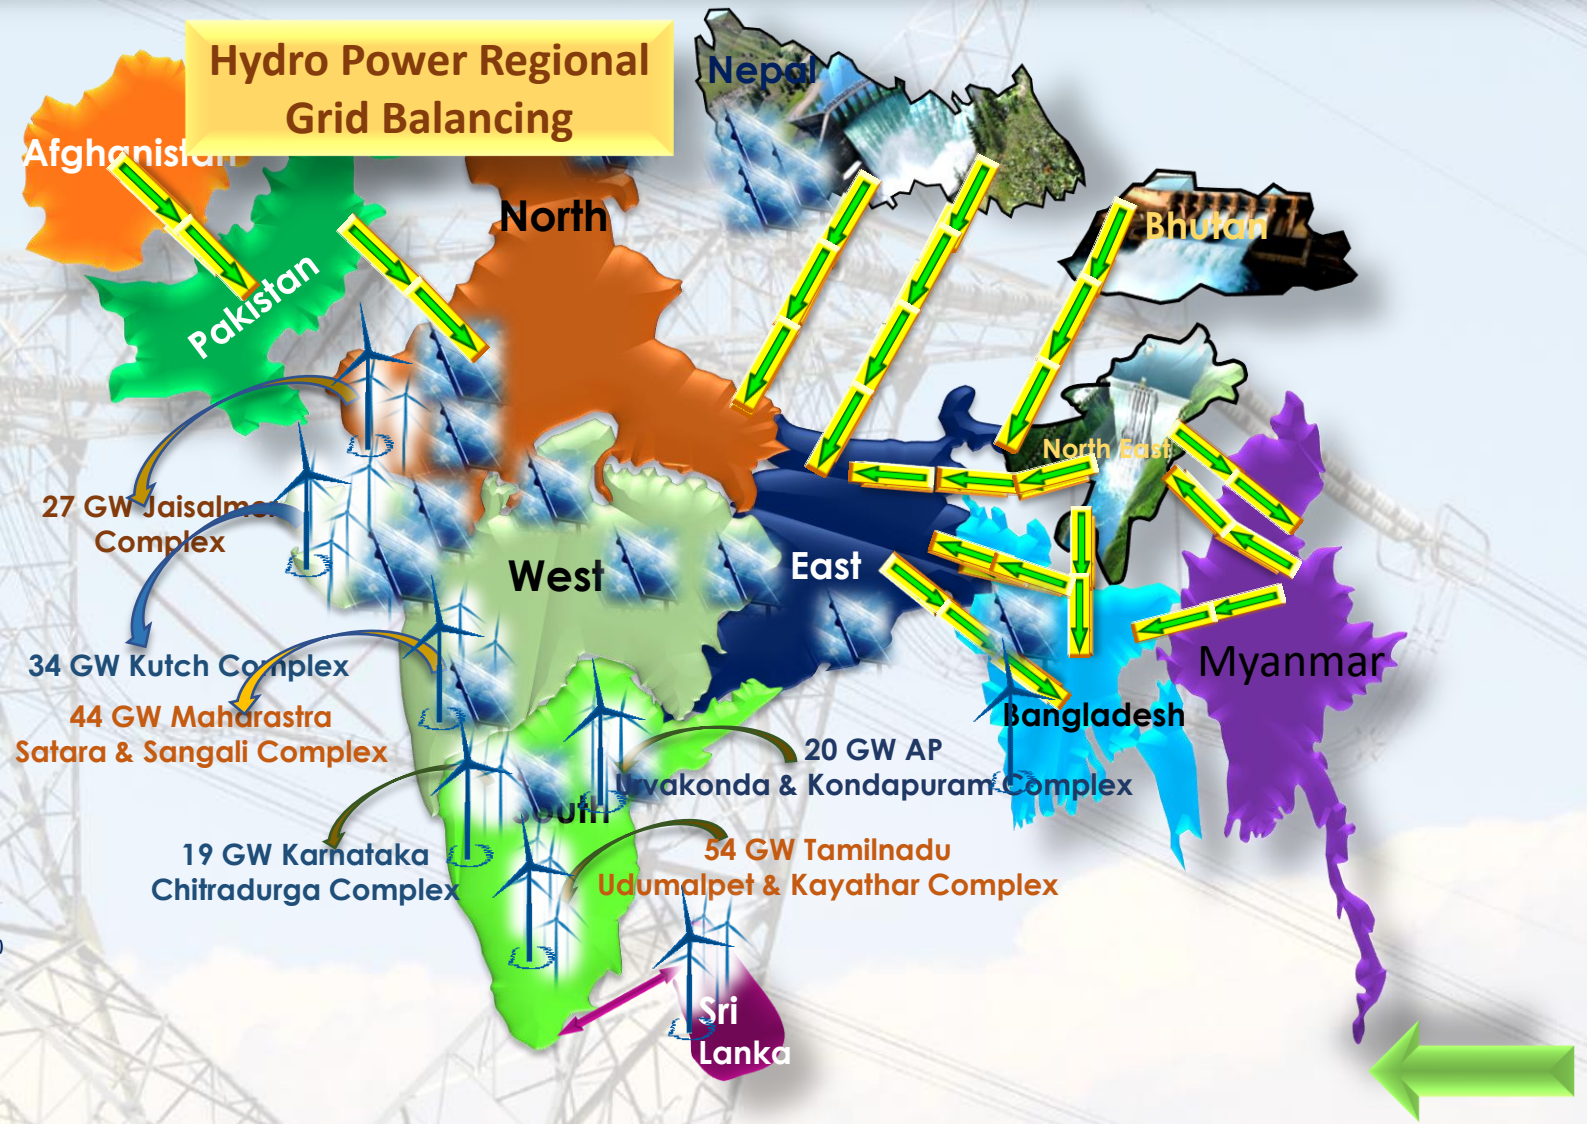 Hydro Power Regional
Grid Balancing
Nepal
Afghanistan
North
Bhutan
Pakistan
North East
27 GW Jaisalmer
Complex
West
East
34 GW Kutch Complex
Myanmar
44 GW Maharastra
Satara & Sangali Complex
Bangladesh
20 GW AP
Urvakonda & Kondapuram Complex
South
19 GW Karnataka
Chitradurga Complex
54 GW Tamilnadu
Udumalpet & Kayathar Complex
Sri
Lanka